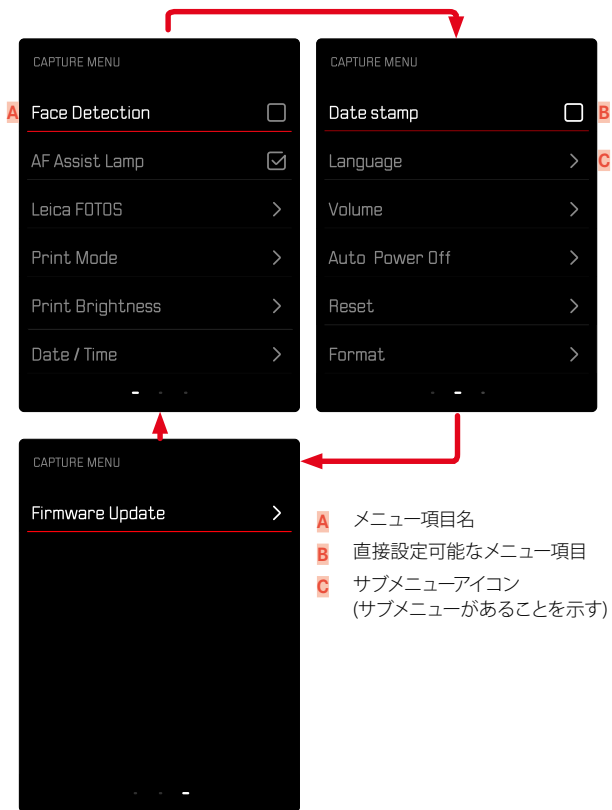 CAPTURE MENU
A Face Detection
AF Assist Lamp
Leica FOTOS
Print Mode
Print Brightness
Date / Time
CAPTURE MENU
Date stamp B
Language C
Volume
Auto Power Off
Reset
Format
CAPTURE MENU
Firmware Update
A メニュー項目名
B 直接設定可能なメニュー項目
C サブメニューアイコン
(サブメニューがあることを示す)